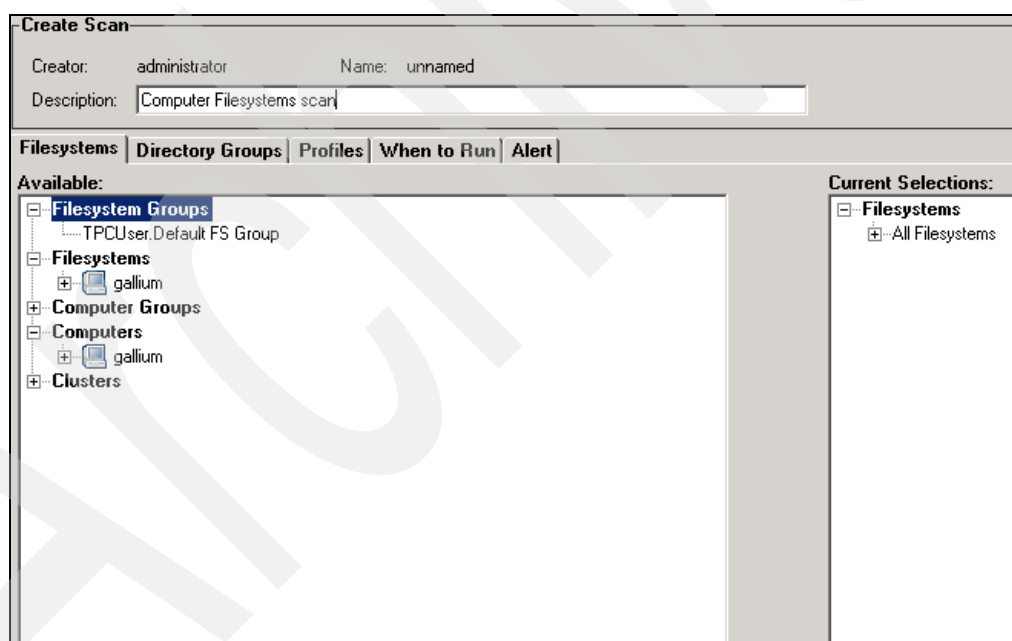 Create Scan
Creator: administrator Name: unnamed
Description: Computer Filesystems scan
Filesystems Directory Groups Profiles When to Run Alert
Available: Current Selections:
Filesystem Groups Filesystems
TPCUser.Default FS Group All Filesystems
Filesystems
gallium
Computer Groups
Computers
gallium
Clusters